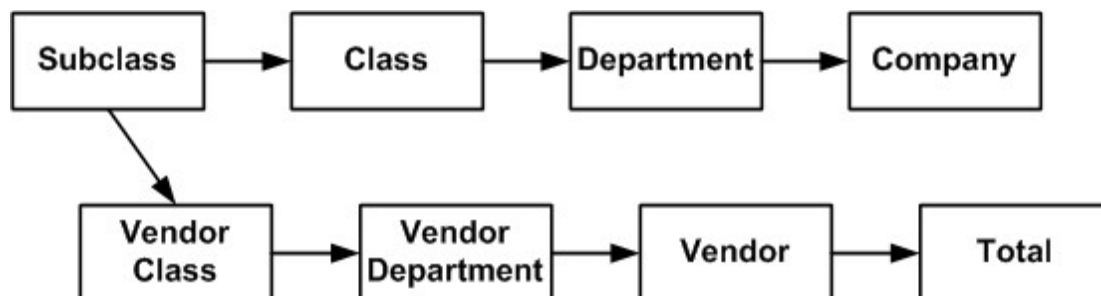 Subclass
Class
Department
Company
Vendor
Class
Vendor
Department
Vendor
Total